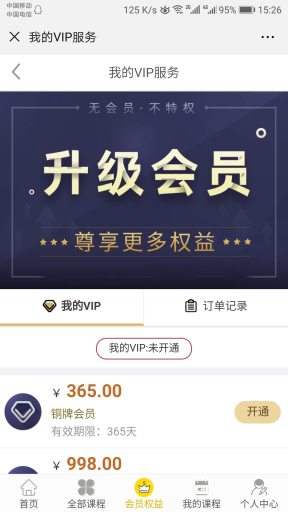 中国移动
中国电信
125 K/s 2G 4G 95% 15:26
我的VIP服务
我的VIP服务
无会员·不特权
升级会员
尊享更多权益
我的VIP
订单记录
我的VIP:未开通
¥ 365.00
铜牌会员
有效期限：365天
开通
¥ 998.00
首页
全部课程
会员权益
我的课程
个人中心